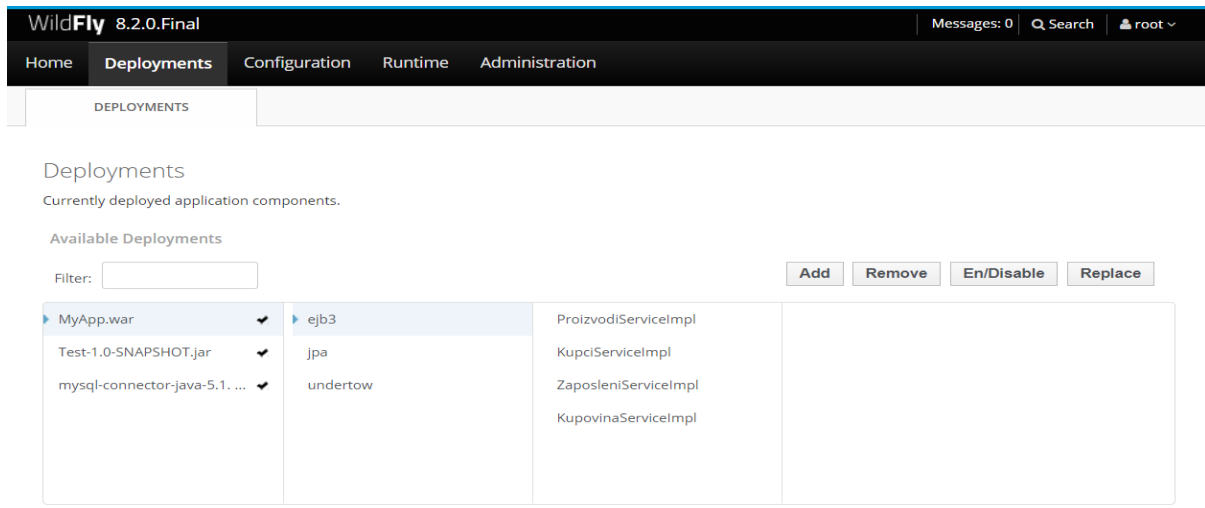 WildFly 8.2.0.Final Messages: 0 Search root
Home Deployments Configuration Runtime Administration
DEPLOYMENTS
Deployments
Currently deployed application components.
Available Deployments
Filter: Add Remove En/Disable Replace
MyApp.war ejb3 ProizvodiServiceImpl
Test-1.0-SNAPSHOT.jar jpa KupciServiceImpl
mysql-connector-java-5.1. ... undertow ZaposleniServiceImpl
KupovinaServiceImpl